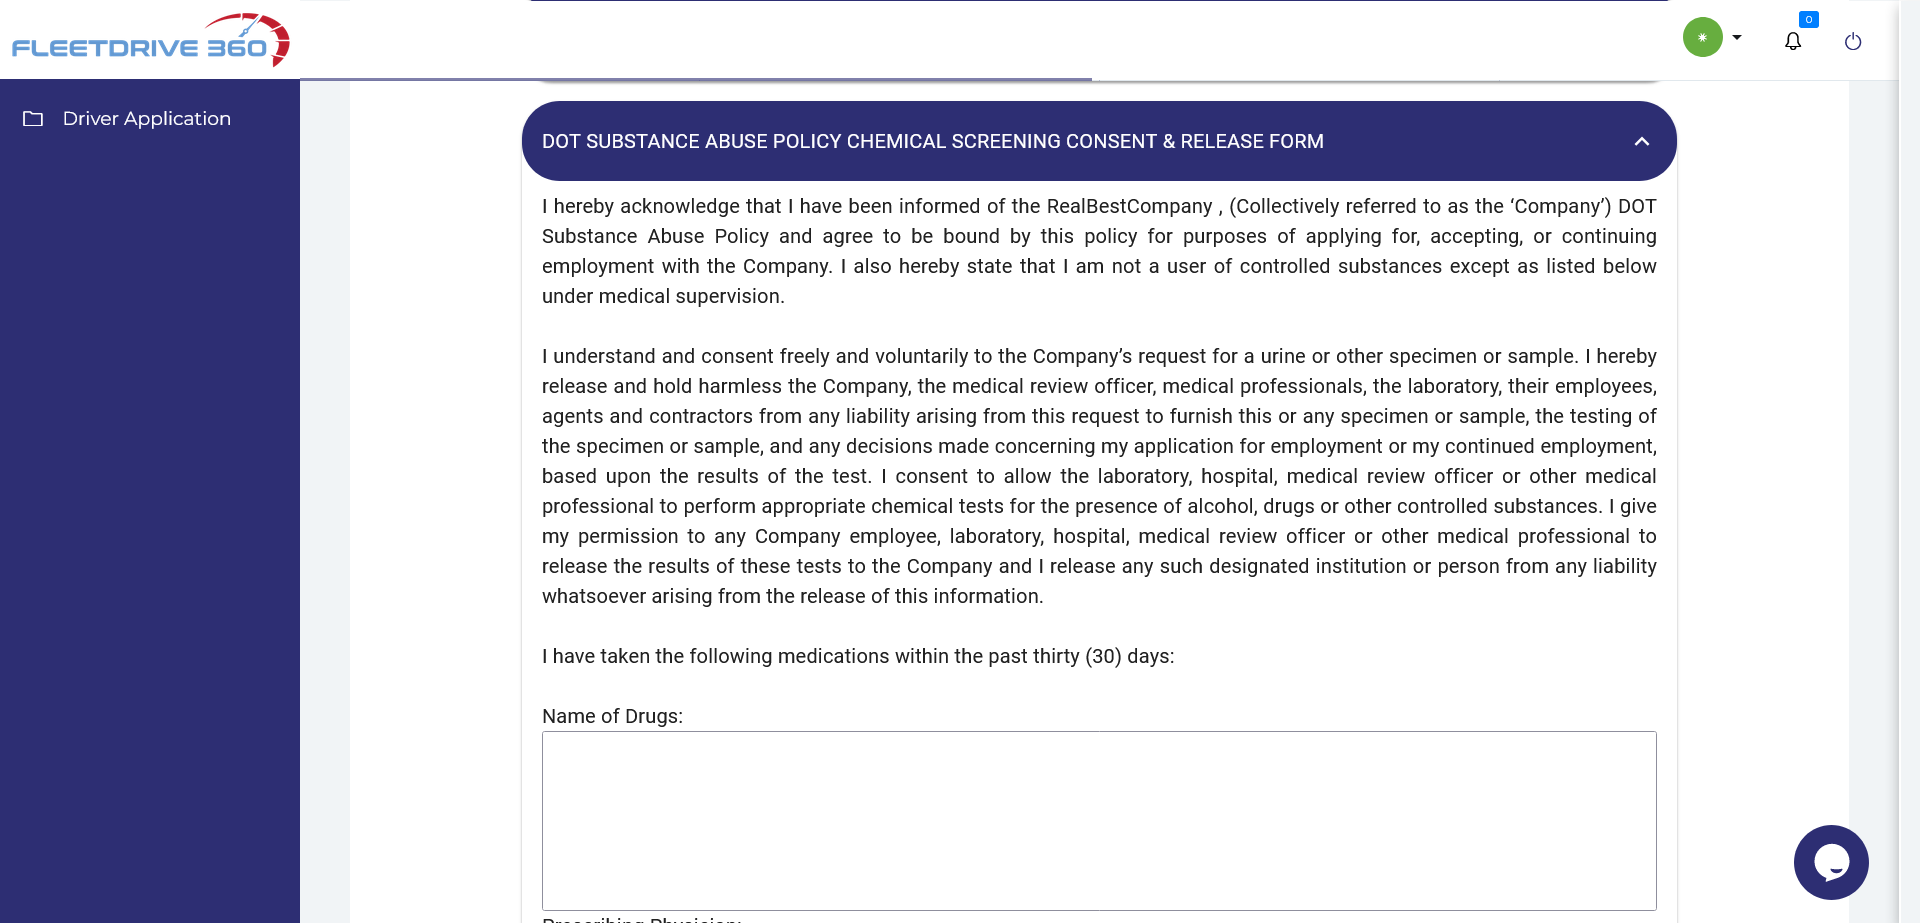 FLEETDRIVE 360
0
Driver Application
DOT SUBSTANCE ABUSE POLICY CHEMICAL SCREENING CONSENT & RELEASE FORM
I hereby acknowledge that I have been informed of the RealBestCompany , (Collectively referred to as the ‘Company’) DOT
Substance Abuse Policy and agree to be bound by this policy for purposes of applying for, accepting, or continuing
employment with the Company. I also hereby state that I am not a user of controlled substances except as listed below
under medical supervision.
I understand and consent freely and voluntarily to the Company’s request for a urine or other specimen or sample. I hereby
release and hold harmless the Company, the medical review officer, medical professionals, the laboratory, their employees,
agents and contractors from any liability arising from this request to furnish this or any specimen or sample, the testing of
the specimen or sample, and any decisions made concerning my application for employment or my continued employment,
based upon the results of the test. I consent to allow the laboratory, hospital, medical review officer or other medical
professional to perform appropriate chemical tests for the presence of alcohol, drugs or other controlled substances. I give
my permission to any Company employee, laboratory, hospital, medical review officer or other medical professional to
release the results of these tests to the Company and I release any such designated institution or person from any liability
whatsoever arising from the release of this information.
I have taken the following medications within the past thirty (30) days:
Name of Drugs:
Prescribing Physician: